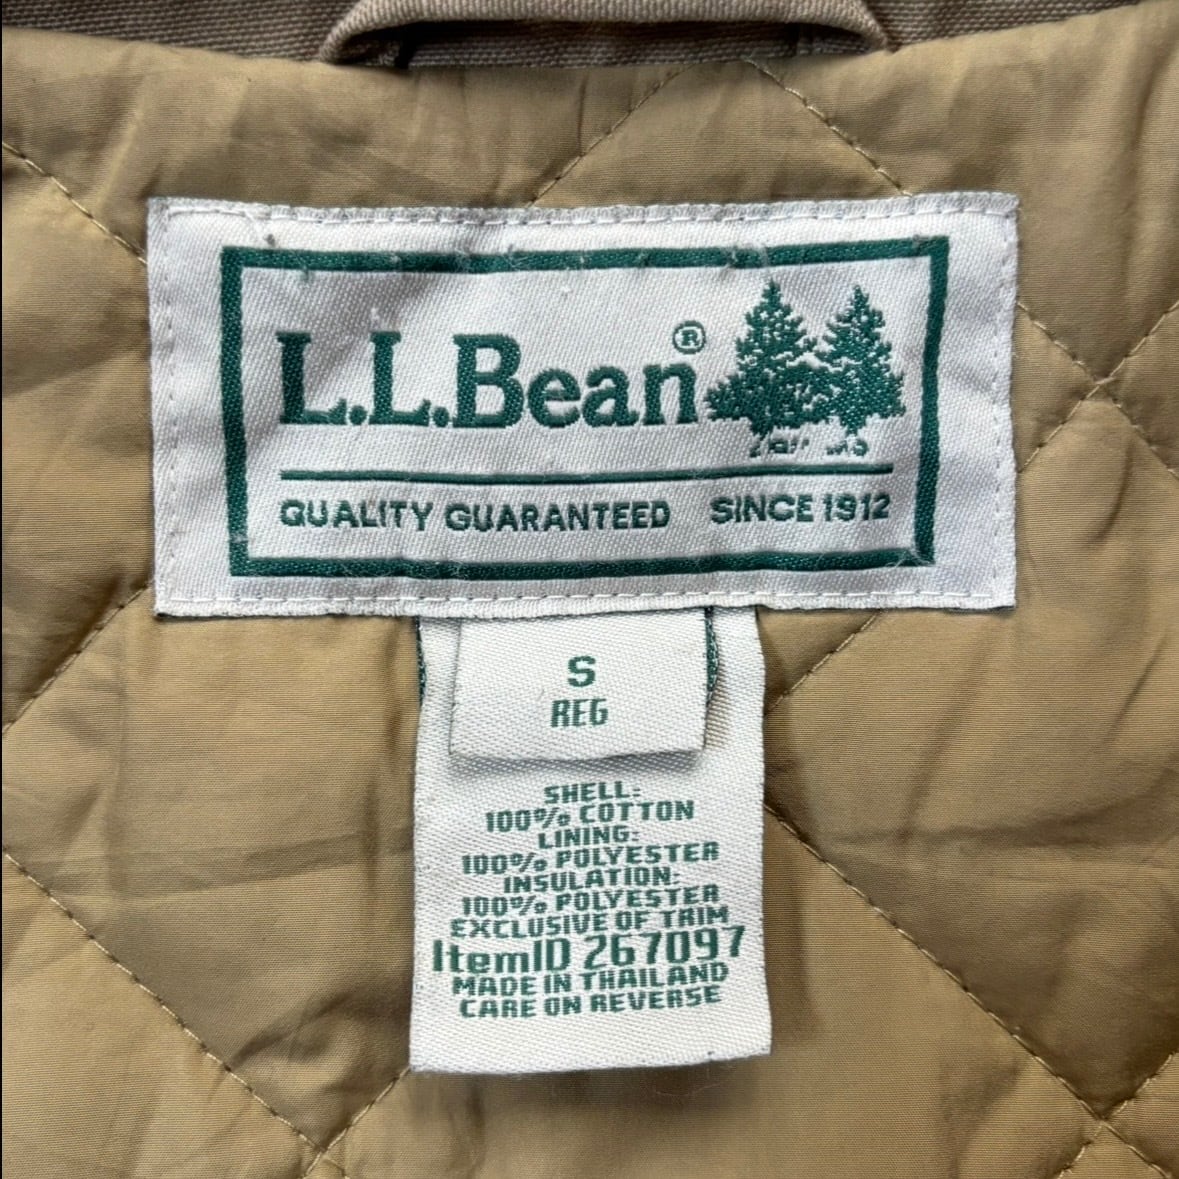 L.L.Bean®
QUALITY GUARANTEED SINCE 1912
S
REG
SHELL:
100% COTTON
LINING:
100% POLYESTER
INSULATION:
100% POLYESTER
EXCLUSIVE OF TRIM
ItemID 267097
MADE IN THAILAND
CARE ON REVERSE